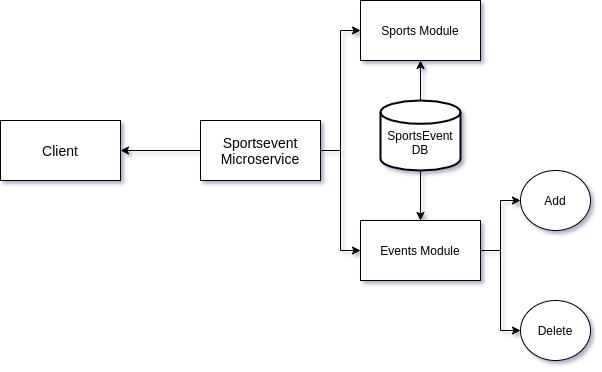 Sports Module
SportsEvent
DB
Client
Sportsevent
Microservice
Events Module
Add
Delete